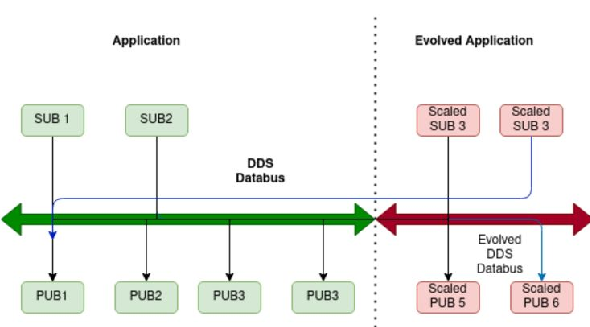 Application
Evolved Application
SUB 1
SUB2
Scaled
SUB 3
Scaled
SUB 3
DDS
Databus
Evolved
DDS
Databus
PUB1
PUB2
PUB3
PUB3
Scaled
PUB 5
Scaled
PUB 6